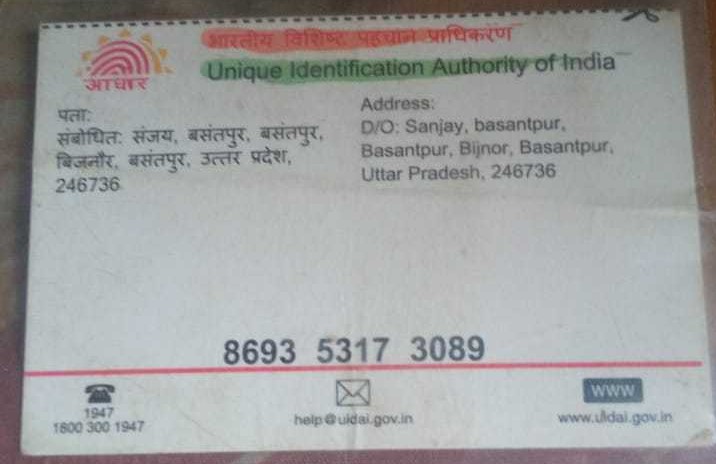 भारतीय विशिष्ट पहचान प्राधिकरण
Unique Identification Authority of India
आधार
पता:
संबोधित: संजय, बसंतपुर, बसंतपुर,
बिजनौर, बसंतपुर, उत्तर प्रदेश,
246736
Address:
D/O: Sanjay, basantpur,
Basantpur, Bijnor, Basantpur,
Uttar Pradesh, 246736
8693 5317 3089
1947
1800 300 1947
help@uidai.gov.in
www
www.uidai.gov.in